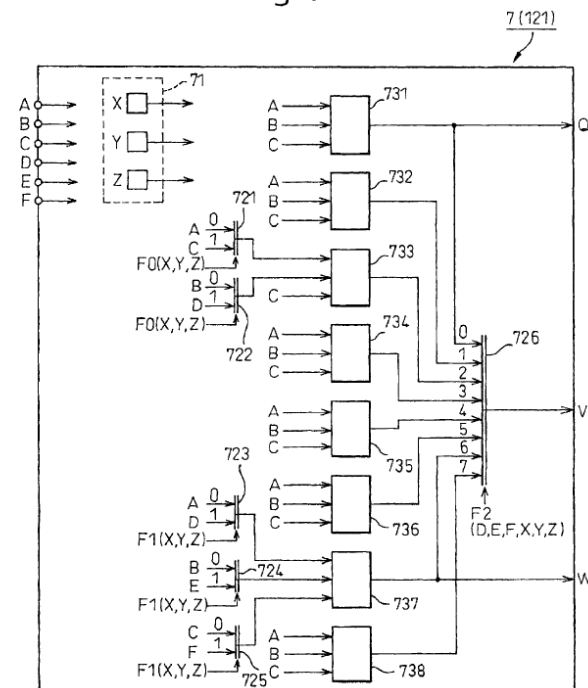 7 (121)
A
B
C
D
E
F
71
X
Y
Z
A
B
C
731
Q
A
B
C
732
A 0
C 1
721
F0(X,Y,Z)
B 0
D 1
722
F0(X,Y,Z)
C
733
A
B
C
734
A
B
C
735
A
B
C
736
A 0
D 1
723
F1(X,Y,Z)
B 0
E 1
724
F1(X,Y,Z)
C 0
F 1
725
F1(X,Y,Z)
737
W
A
B
C
738
0
1
2
3
4
5
6
7
726
V
F2
(D,E,F,X,Y,Z)